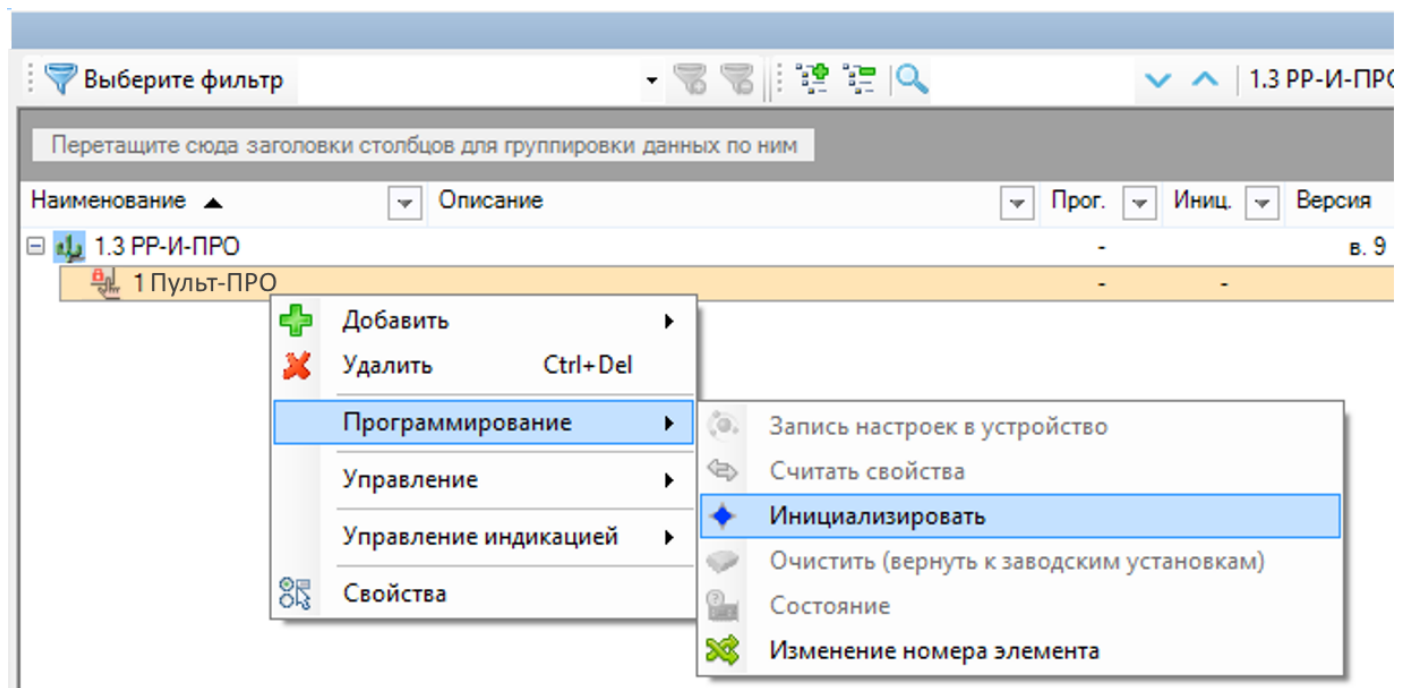 Выберите фильтр
1.3 РР-И-ПРО
Перетащите сюда заголовки столбцов для группировки данных по ним
Наименование Описание Прог. Иниц. Версия
1.3 РР-И-ПРО - в. 9
1 Пульт-ПРО - -
Добавить
Удалить Ctrl+Del
Программирование
Управление
Управление индикацией
Свойства
Запись настроек в устройство
Считать свойства
Инициализировать
Очистить (вернуть к заводским установкам)
Состояние
Изменение номера элемента